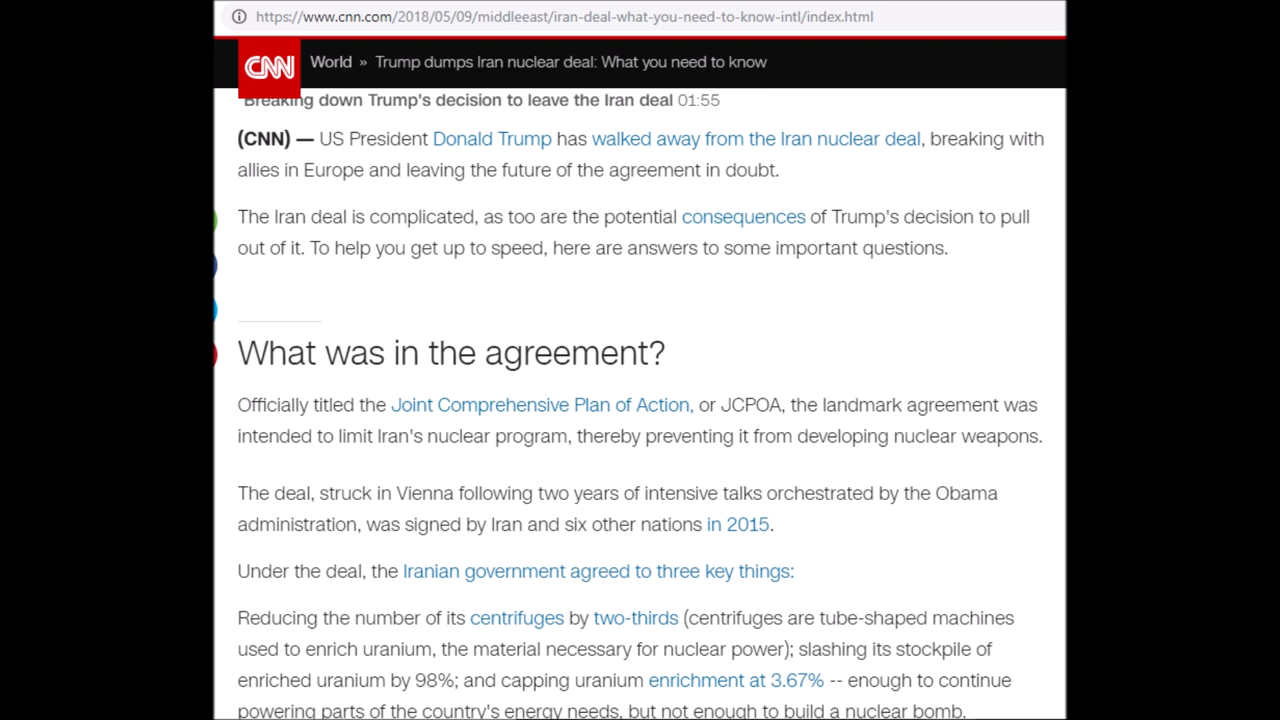 https://www.cnn.com/2018/05/09/middleeast/iran-deal-what-you-need-to-know-intl/index.html
CNN World » Trump dumps Iran nuclear deal: What you need to know
Breaking down Trump's decision to leave the Iran deal 01:55
(CNN) — US President Donald Trump has walked away from the Iran nuclear deal, breaking with
allies in Europe and leaving the future of the agreement in doubt.
The Iran deal is complicated, as too are the potential consequences of Trump's decision to pull
out of it. To help you get up to speed, here are answers to some important questions.
What was in the agreement?
Officially titled the Joint Comprehensive Plan of Action, or JCPOA, the landmark agreement was
intended to limit Iran's nuclear program, thereby preventing it from developing nuclear weapons.
The deal, struck in Vienna following two years of intensive talks orchestrated by the Obama
administration, was signed by Iran and six other nations in 2015.
Under the deal, the Iranian government agreed to three key things:
Reducing the number of its centrifuges by two-thirds (centrifuges are tube-shaped machines
used to enrich uranium, the material necessary for nuclear power); slashing its stockpile of
enriched uranium by 98%; and capping uranium enrichment at 3.67% -- enough to continue
powering parts of the country's energy needs, but not enough to build a nuclear bomb.